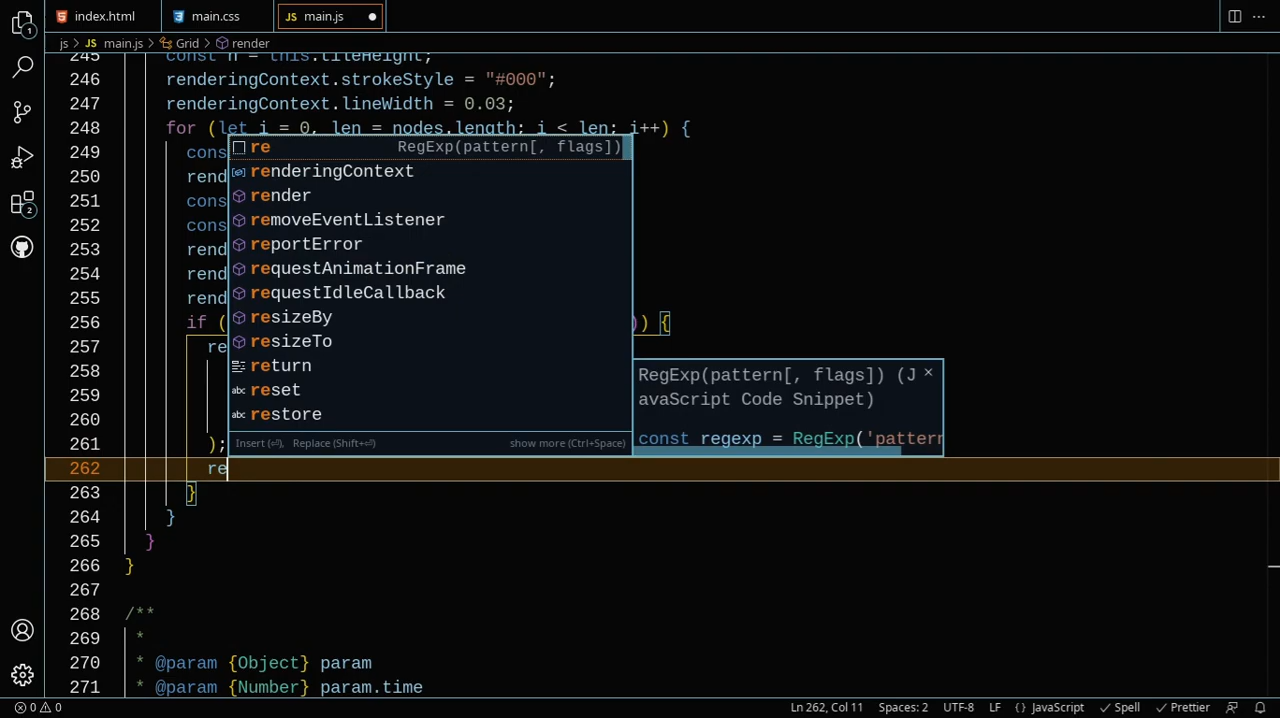 index.html main.css JS main.js
js JS main.js Grid render
245 const h = this.tileHeight;
246 renderingContext.strokeStyle = "#000";
247 renderingContext.lineWidth = 0.03;
248 for (let i = 0, len = nodes.length; i < len; i++) {
249 cons
re RegExp(pattern[, flags])
250 rend
renderingContext
251 cons
render
252 cons
removeEventListener
253 rend
reportError
254 rend
requestAnimationFrame
255 rend
requestIdleCallback
256 if ( )) {
resizeBy
257 re
resizeTo
258
return
259
reset
260
restore
261 );
Insert (⏎), Replace (Shift+⏎) show more (Ctrl+Space)
RegExp(pattern[, flags]) (J ×
avaScript Code Snippet)
const regexp = RegExp('pattern
262 re
263 }
264 }
265 }
266 }
267
268 /**
269 *
270 * @param {Object} param
271 * @param {Number} param.time
1
2
0 0 Ln 262, Col 11 Spaces: 2 UTF-8 LF {} JavaScript Spell Prettier